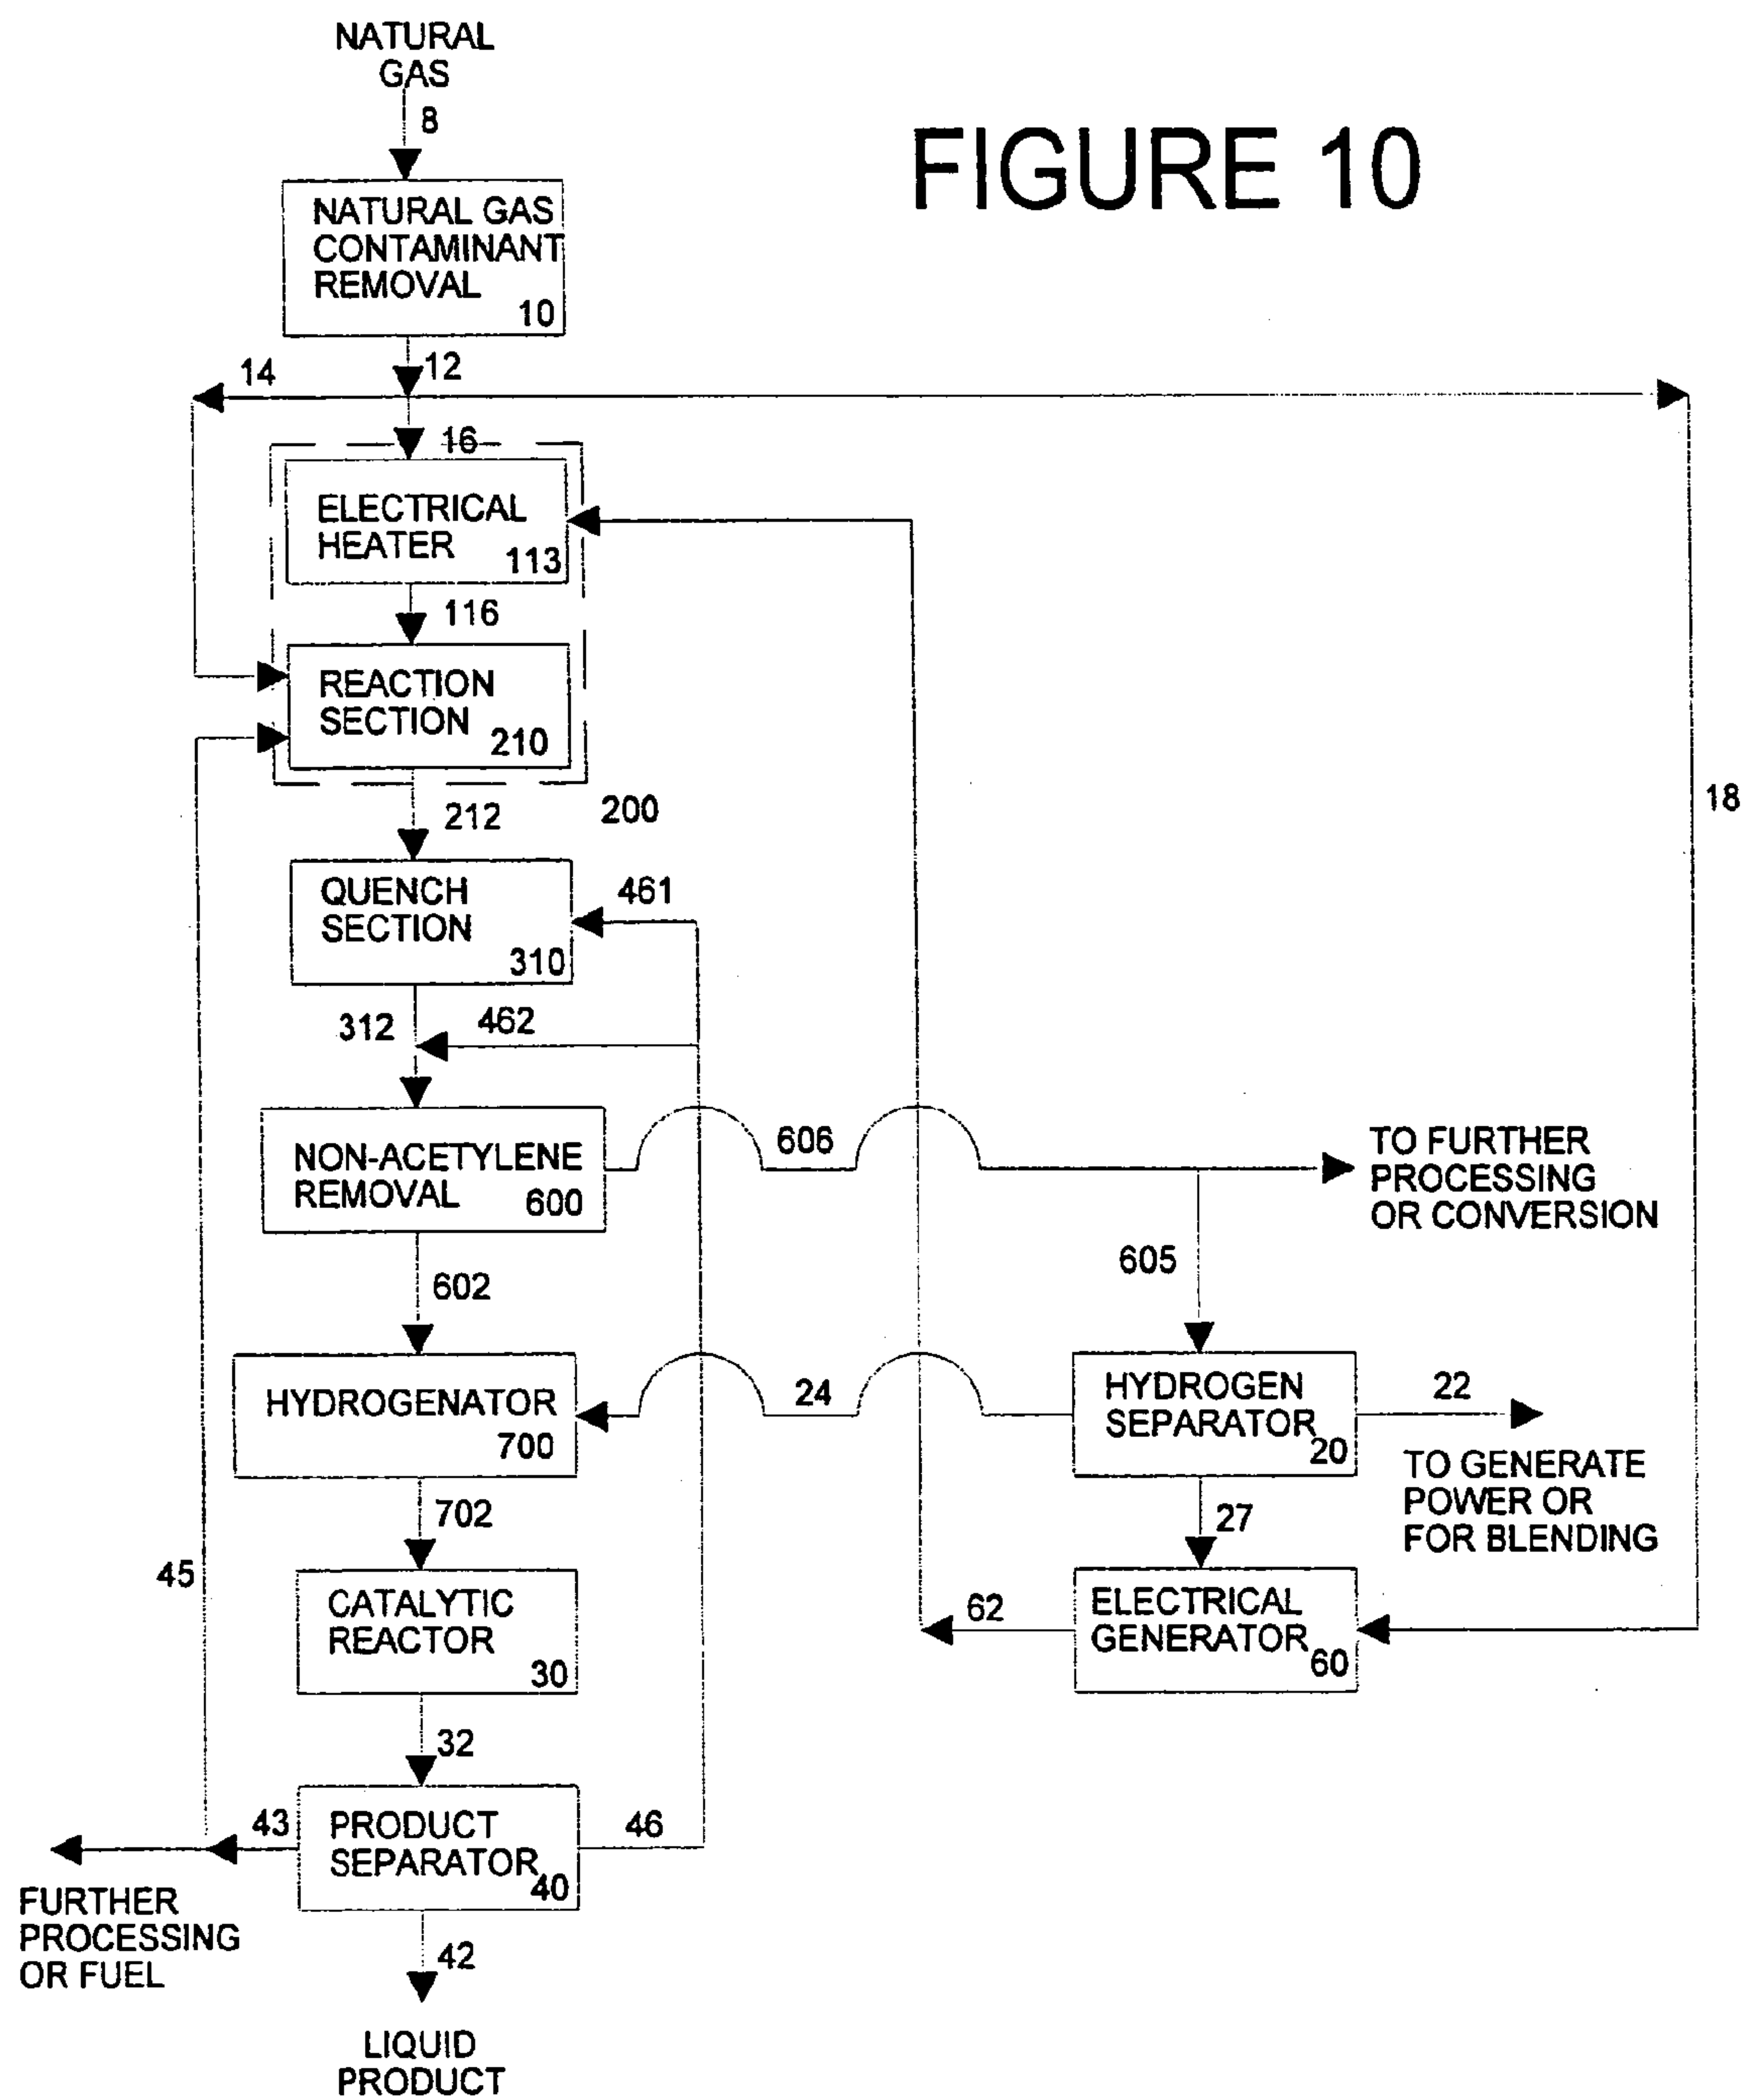 NATURAL
GAS
8
FIGURE 10
NATURAL GAS
CONTAMINANT
REMOVAL
10
14
12
16
ELECTRICAL
HEATER
113
116
REACTION
SECTION
210
212
200
18
QUENCH
SECTION
310
461
312
462
NON-ACETYLENE
REMOVAL
600
606
TO FURTHER
PROCESSING
OR CONVERSION
605
602
HYDROGENATOR
700
24
HYDROGEN
SEPARATOR
20
22
TO GENERATE
POWER OR
FOR BLENDING
702
27
45
CATALYTIC
REACTOR
30
62
ELECTRICAL
GENERATOR
60
32
43
PRODUCT
SEPARATOR
40
46
FURTHER
PROCESSING
OR FUEL
42
LIQUID
PRODUCT